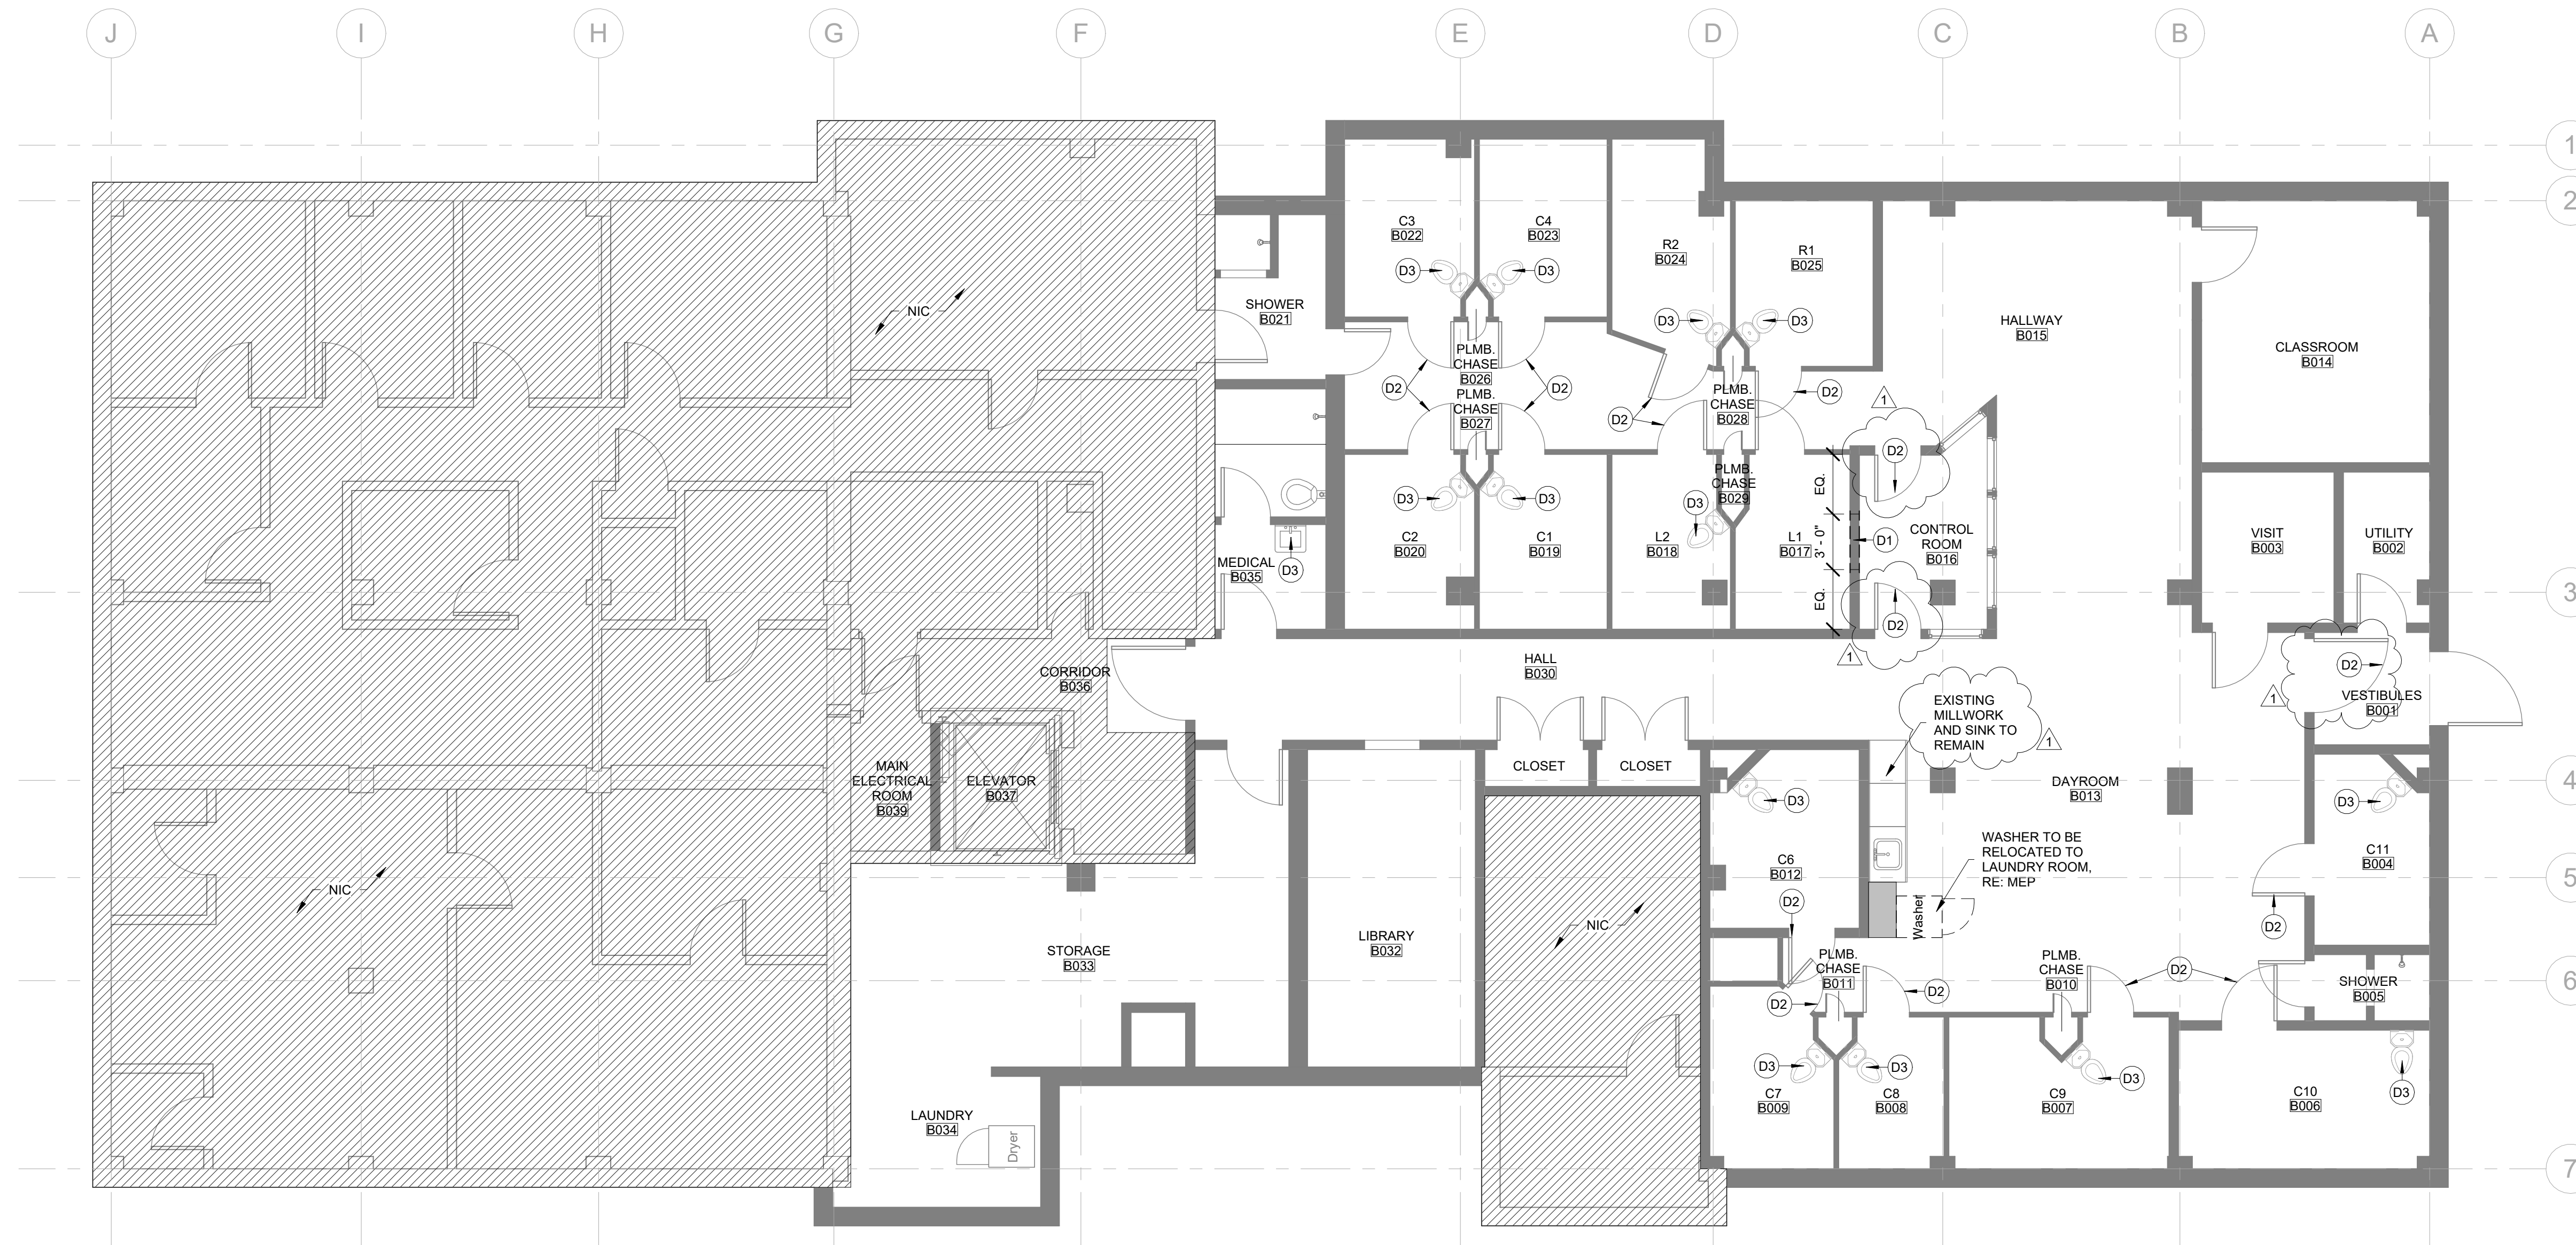 J
I
H
G
F
E
D
C
B
A
1
2
C3
B022
C4
B023
R2
B024
R1
B025
D3
D3
D3
D3
NIC
SHOWER
B021
HALLWAY
B015
CLASSROOM
B014
PLMB.
CHASE
B026
PLMB.
CHASE
B027
D2
D2
D2
PLMB.
CHASE
B028
D2
1
D2
PLMB.
CHASE
B029
D3
D3
D3
EQ.
3' - 0"
EQ.
C2
B020
C1
B019
L2
B018
L1
B017
D1
CONTROL
ROOM
B016
VISIT
B003
UTILITY
B002
MEDICAL
B035
D3
3
D2
1
HALL
B030
CORRIDOR
B036
D2
VESTIBULES
B001
1
EXISTING
MILLWORK
AND SINK TO
REMAIN
1
MAIN
ELECTRICAL
ROOM
B039
ELEVATOR
B037
CLOSET
CLOSET
DAYROOM
B013
4
D3
D3
WASHER TO BE
RELOCATED TO
LAUNDRY ROOM,
RE: MEP
C6
B012
C11
B004
5
NIC
D2
Washer
NIC
D2
STORAGE
B033
LIBRARY
B032
PLMB.
CHASE
B011
PLMB.
CHASE
B010
D2
D2
D2
SHOWER
B005
6
D3
D3
D3
D3
C7
B009
C8
B008
C9
B007
C10
B006
LAUNDRY
B034
Dryer
7